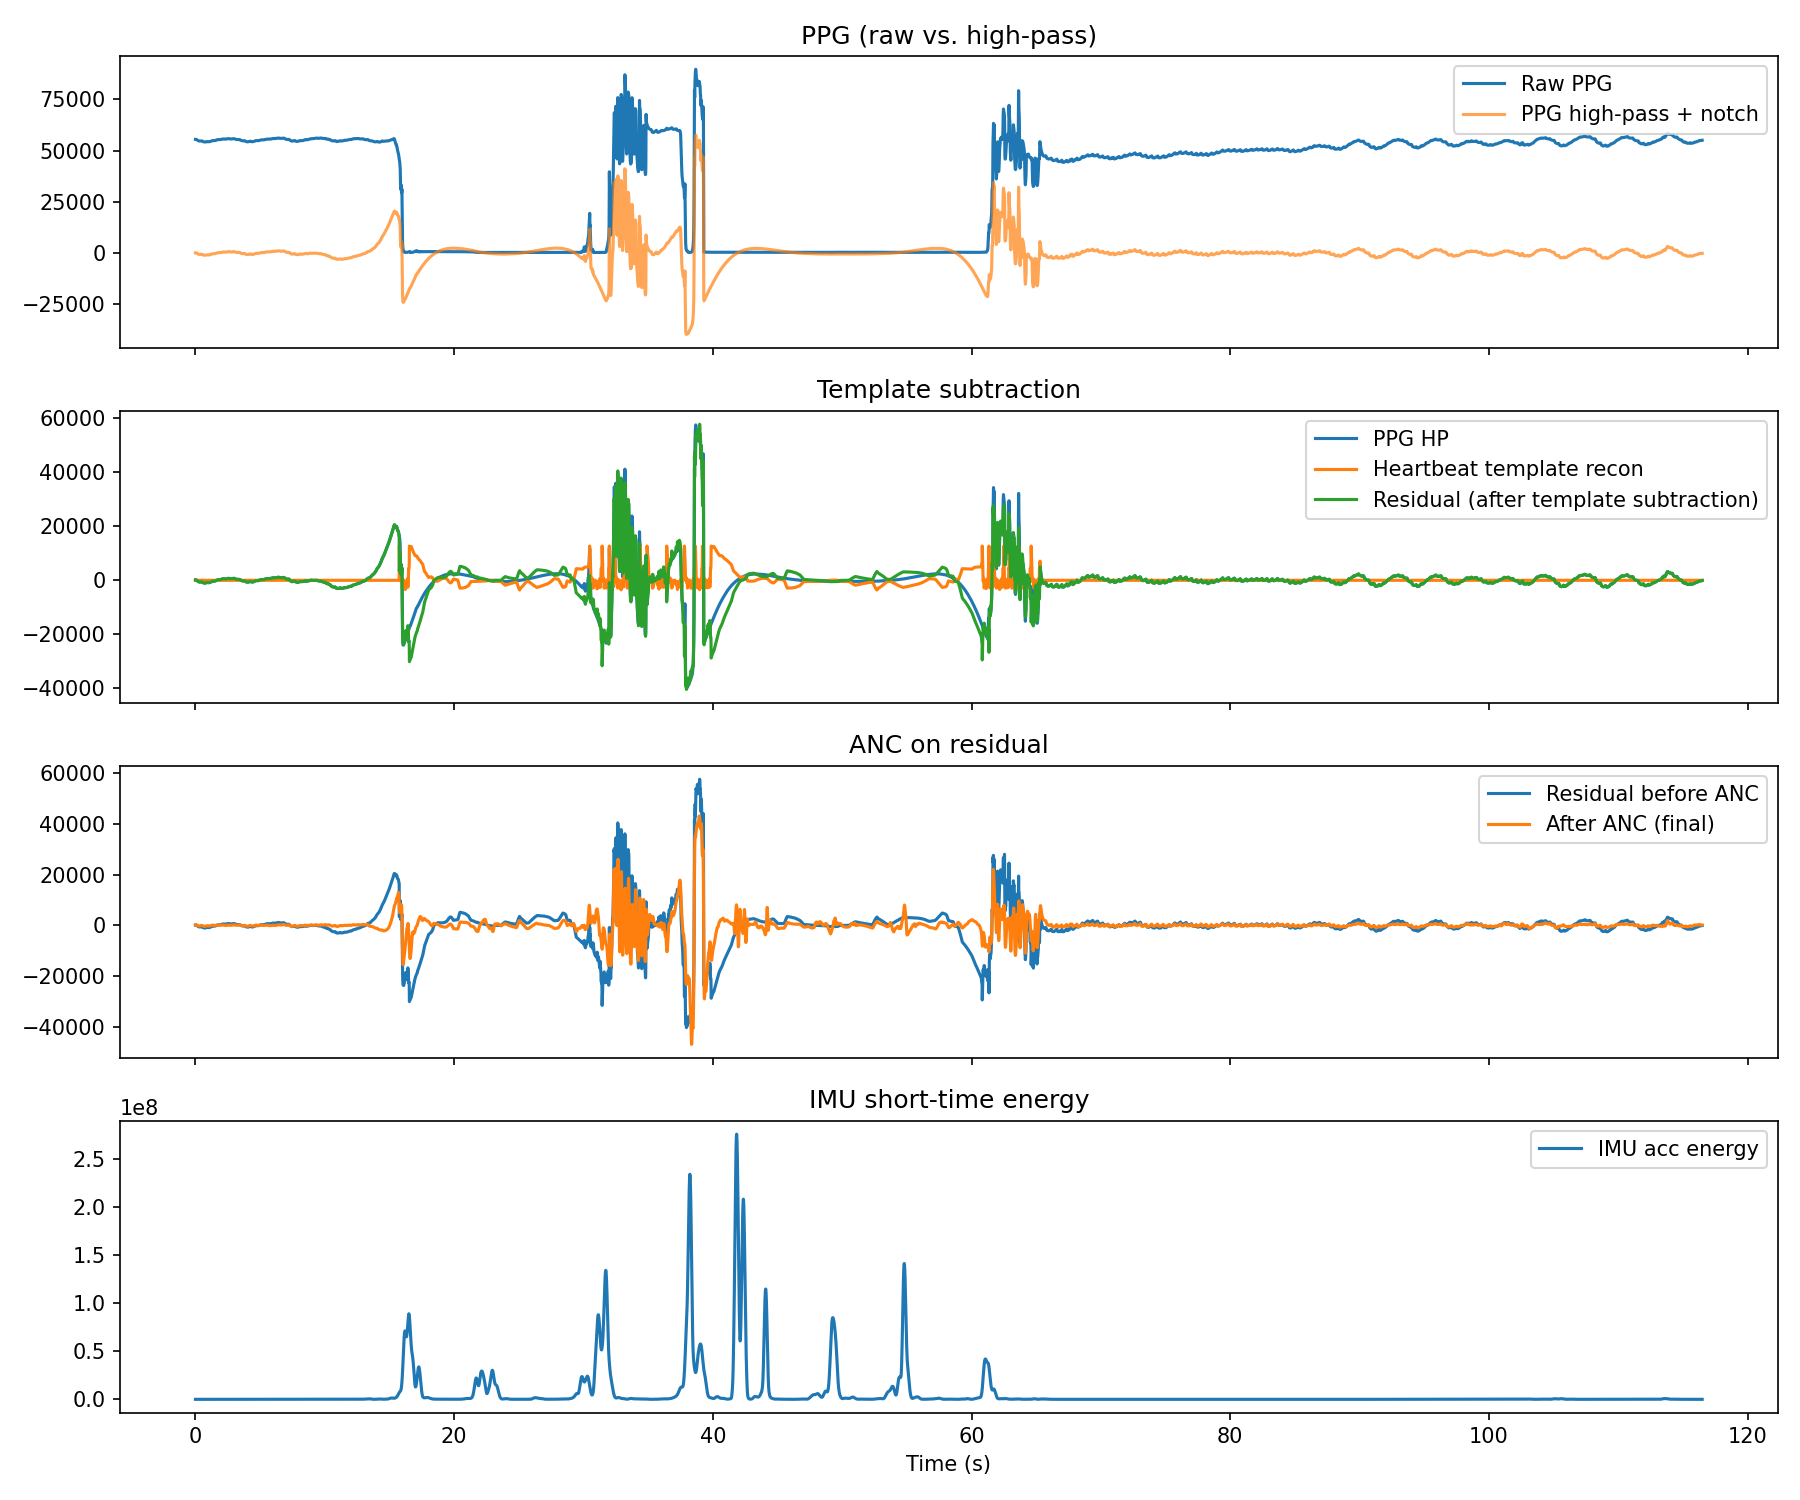 PPG (raw vs. high-pass)
Raw PPG
PPG high-pass + notch
75000
50000
25000
0
−25000
Template subtraction
PPG HP
Heartbeat template recon
Residual (after template subtraction)
60000
40000
20000
0
−20000
−40000
ANC on residual
Residual before ANC
After ANC (final)
60000
40000
20000
0
−20000
−40000
IMU short-time energy
1e8
IMU acc energy
2.5
2.0
1.5
1.0
0.5
0.0
0 20 40 60 80 100 120
Time (s)